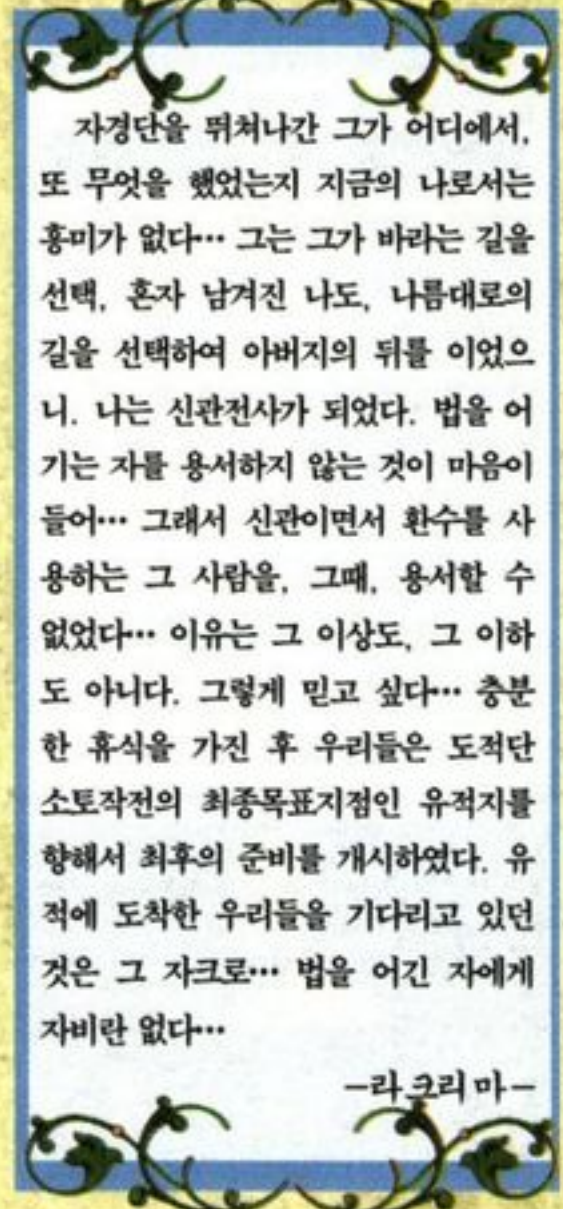 자경단을 뛰쳐나간 그가 어디에서,
또 무엇을 했었는지 지금의 나로서는
흥미가 없다… 그는 그가 바라는 길을
선택, 혼자 남겨진 나도, 나름대로의
길을 선택하여 아버지의 뒤를 이었으
니. 나는 신관전사가 되었다. 법을 어
기는 자를 용서하지 않는 것이 마음이
들어… 그래서 신관이면서 환수를 사
용하는 그 사람을, 그때, 용서할 수
없었다… 이유는 그 이상도, 그 이하
도 아니다. 그렇게 믿고 싶다… 충분
한 휴식을 가진 후 우리들은 도적단
소토작전의 최종목표지점인 유적지를
향해서 최후의 준비를 개시하였다. 유
적에 도착한 우리들을 기다리고 있던
것은 그 자크로… 법을 어긴 자에게
자비란 없다…
-라크리마-